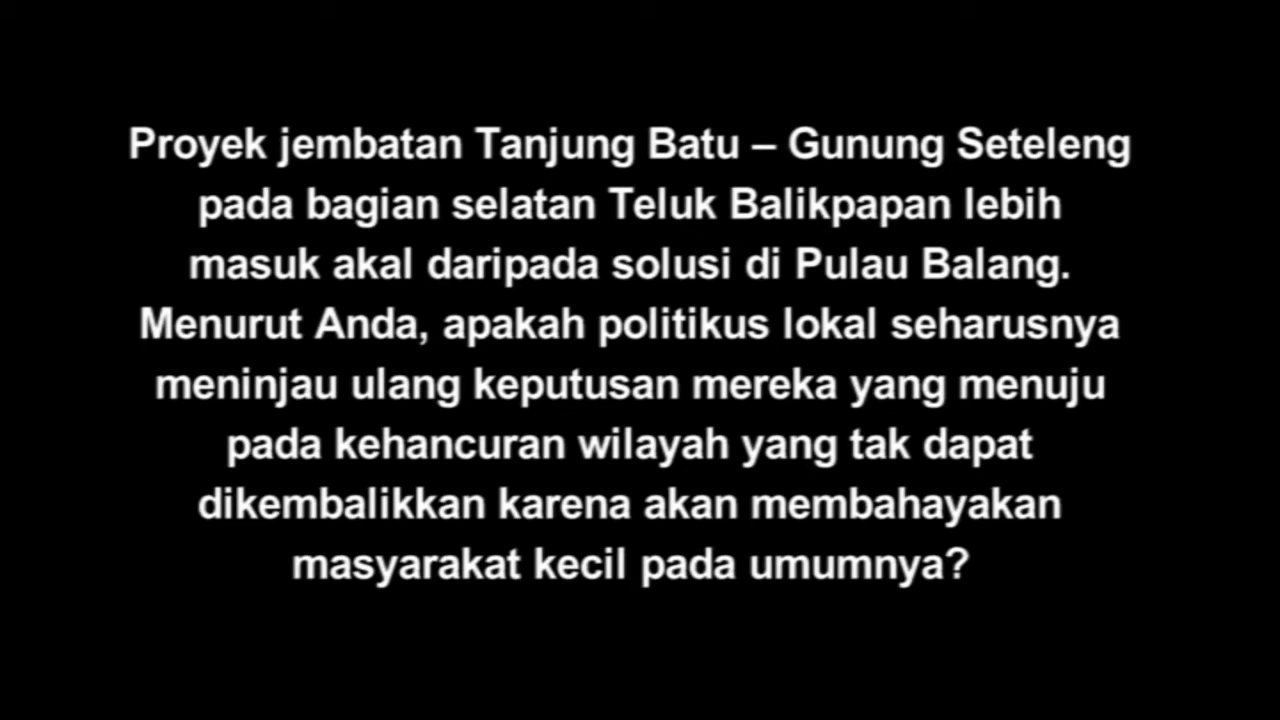 Proyek jembatan Tanjung Batu – Gunung Seteleng
pada bagian selatan Teluk Balikpapan lebih
masuk akal daripada solusi di Pulau Balang.
Menurut Anda, apakah politikus lokal seharusnya
meninjau ulang keputusan mereka yang menuju
pada kehancuran wilayah yang tak dapat
dikembalikkan karena akan membahayakan
masyarakat kecil pada umumnya?